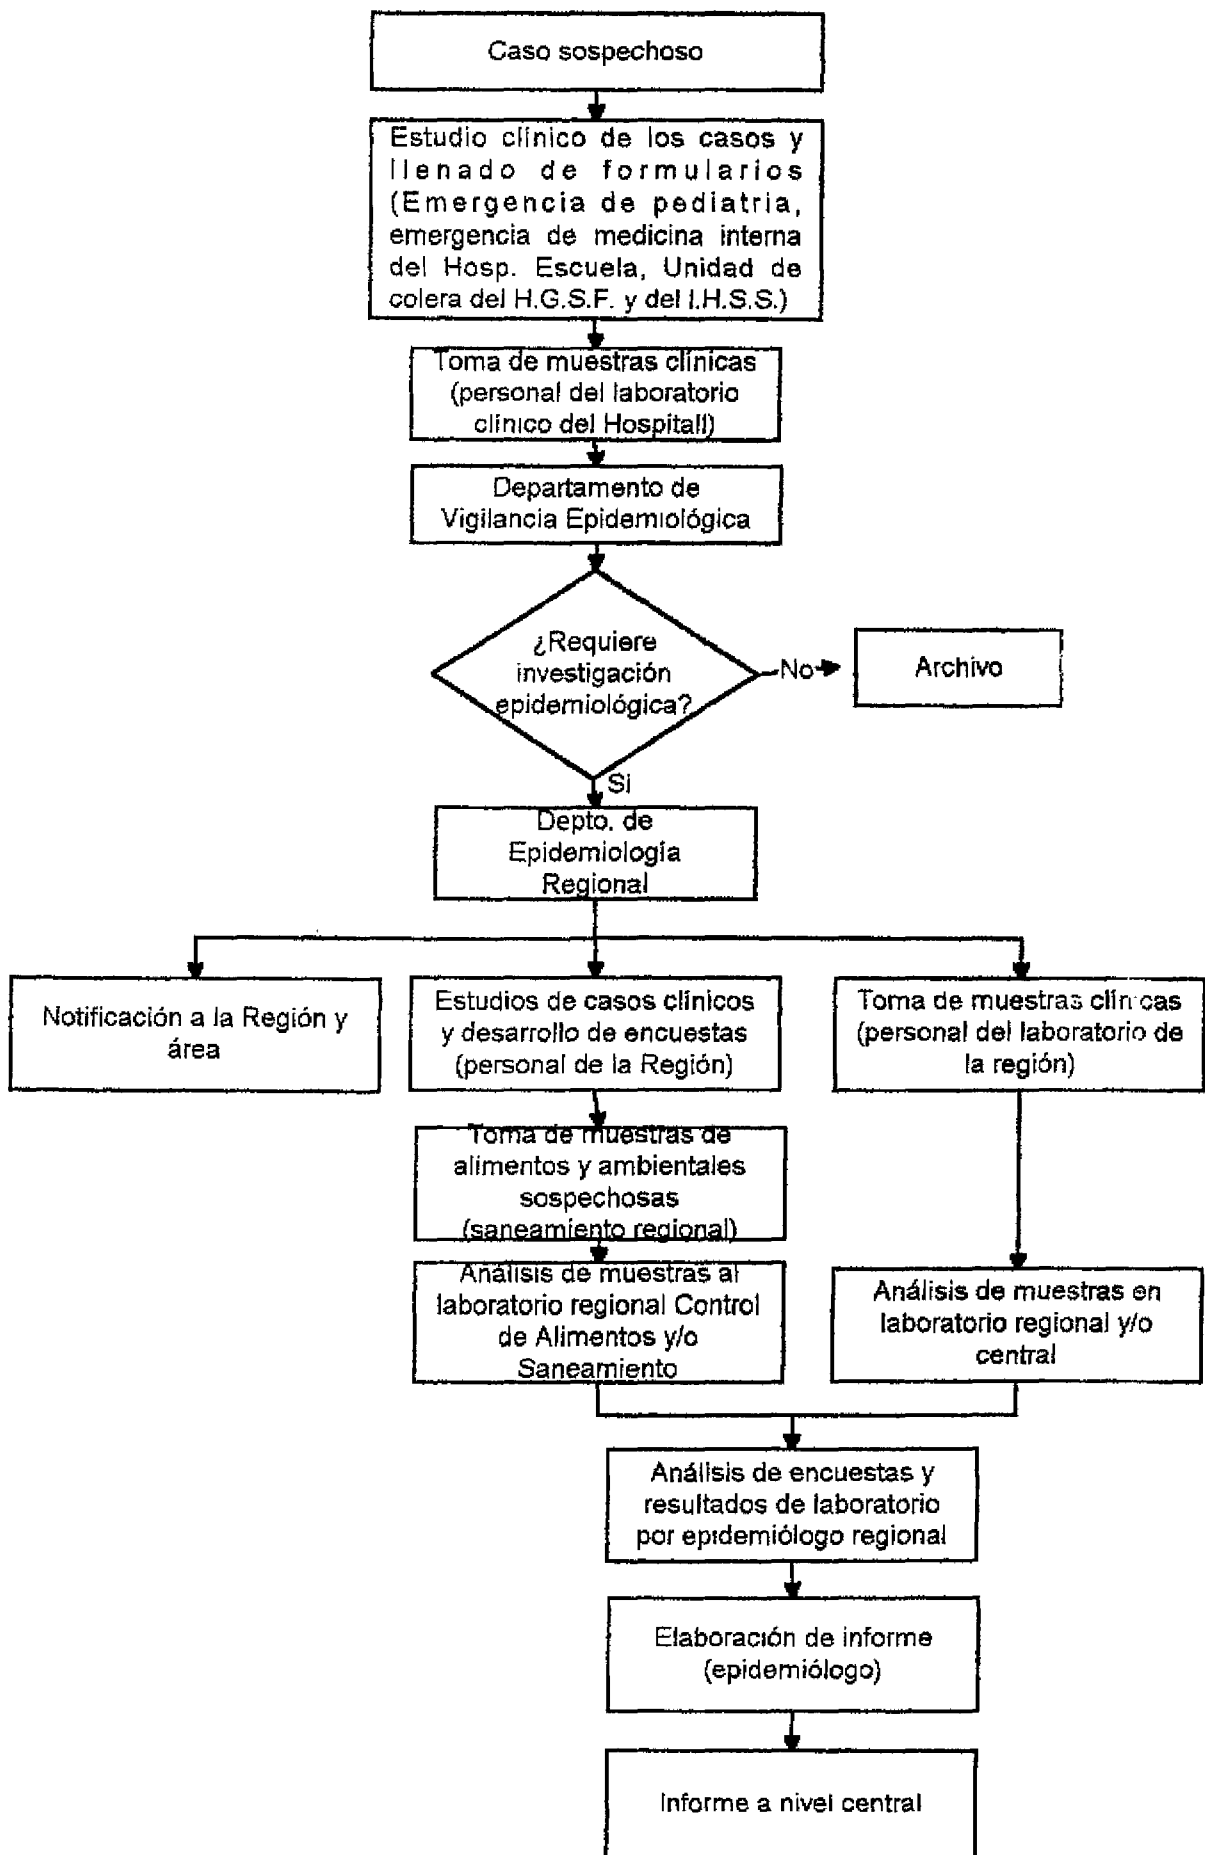 Caso sospechoso
Estudio clínico de los casos y
llenado de formularios
(Emergencia de pediatria,
emergencia de medicina interna
del Hosp. Escuela, Unidad de
colera del H.G.S.F. y del I.H.S.S.)
Toma de muestras clínicas
(personal del laboratorio
clínico del Hospitall)
Departamento de
Vigilancia Epidemiológica
¿Requiere
investigación
epidemiológica?
No
Archivo
Si
Depto. de
Epidemiología
Regional
Notificación a la Región y
área
Estudios de casos clínicos
y desarrollo de encuestas
(personal de la Región)
Toma de muestras clínicas
(personal del laboratorio de
la región)
Toma de muestras de
alimentos y ambientales
sospechosas
(saneamiento regional)
Análisis de muestras al
laboratorio regional Control
de Alimentos y/o
Saneamiento
Análisis de muestras en
laboratorio regional y/o
central
Análisis de encuestas y
resultados de laboratorio
por epidemiólogo regional
Elaboración de informe
(epidemiólogo)
Informe a nivel central